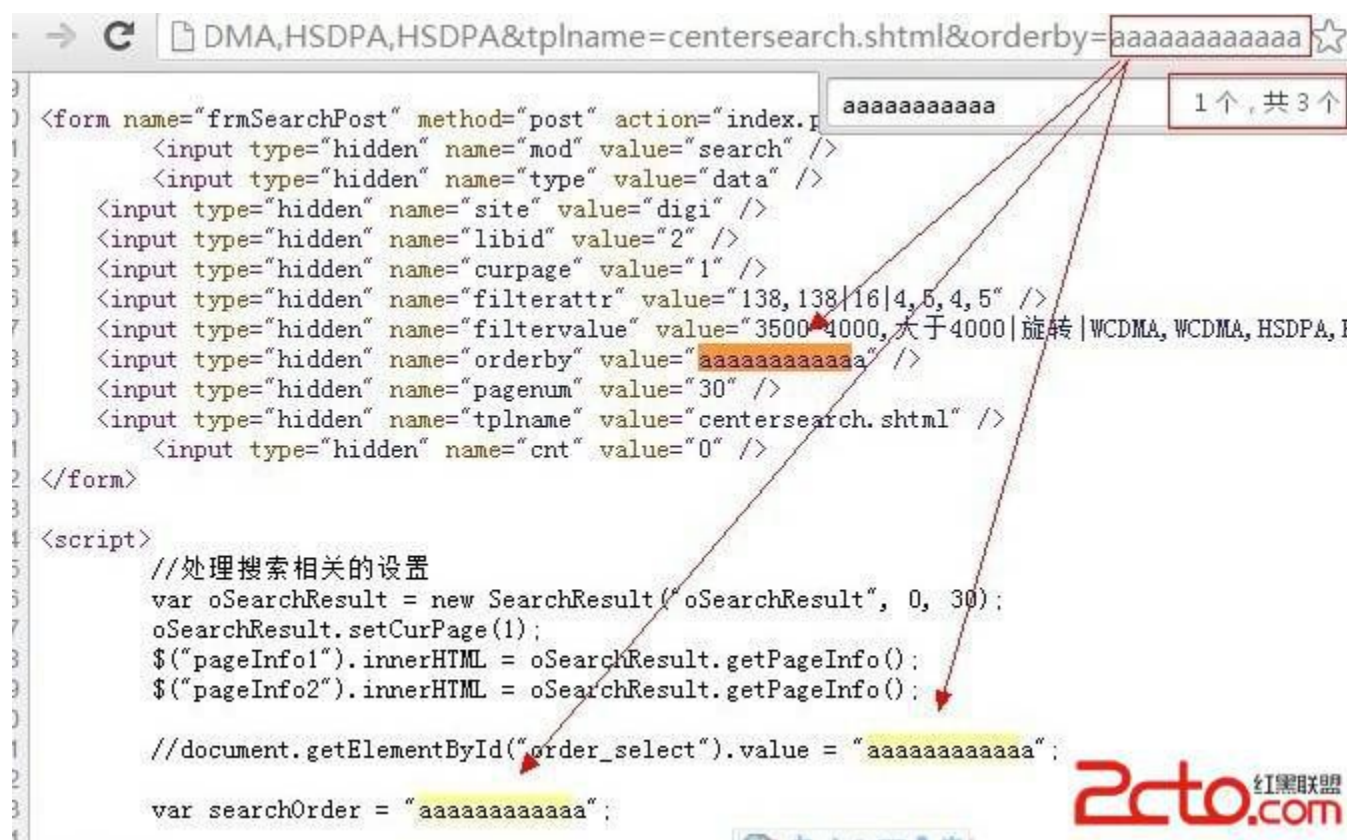 DMA,HSDPA,HSDPA&tplname=centersearch.shtml&orderby=aaaaaaaaaaaa
aaaaaaaaaaa 1个，共3个
<form name="frmSearchPost" method="post" action="index.p
<input type="hidden" name="mod" value="search" />
<input type="hidden" name="type" value="data" />
<input type="hidden" name="site" value="digi" />
<input type="hidden" name="libid" value="2" />
<input type="hidden" name="curpage" value="1" />
<input type="hidden" name="filterattr" value="138,138|16|4,5,4,5" />
<input type="hidden" name="filtervalue" value="3500-4000,大于4000|旋转|WCDMA,WCDMA,HSDPA,H
<input type="hidden" name="orderby" value="aaaaaaaaaaaa" />
<input type="hidden" name="pagenum" value="30" />
<input type="hidden" name="tplname" value="centersearch.shtml" />
<input type="hidden" name="cnt" value="0" />
</form>
<script>
//处理搜索相关的设置
var oSearchResult = new SearchResult("oSearchResult", 0, 30);
oSearchResult.setCurPage(1);
$("pageInfo1").innerHTML = oSearchResult.getPageInfo();
$("pageInfo2").innerHTML = oSearchResult.getPageInfo();
//document.getElementById("order_select").value = "aaaaaaaaaaaa";
var searchOrder = "aaaaaaaaaaaa";
2cto.com 红黑联盟